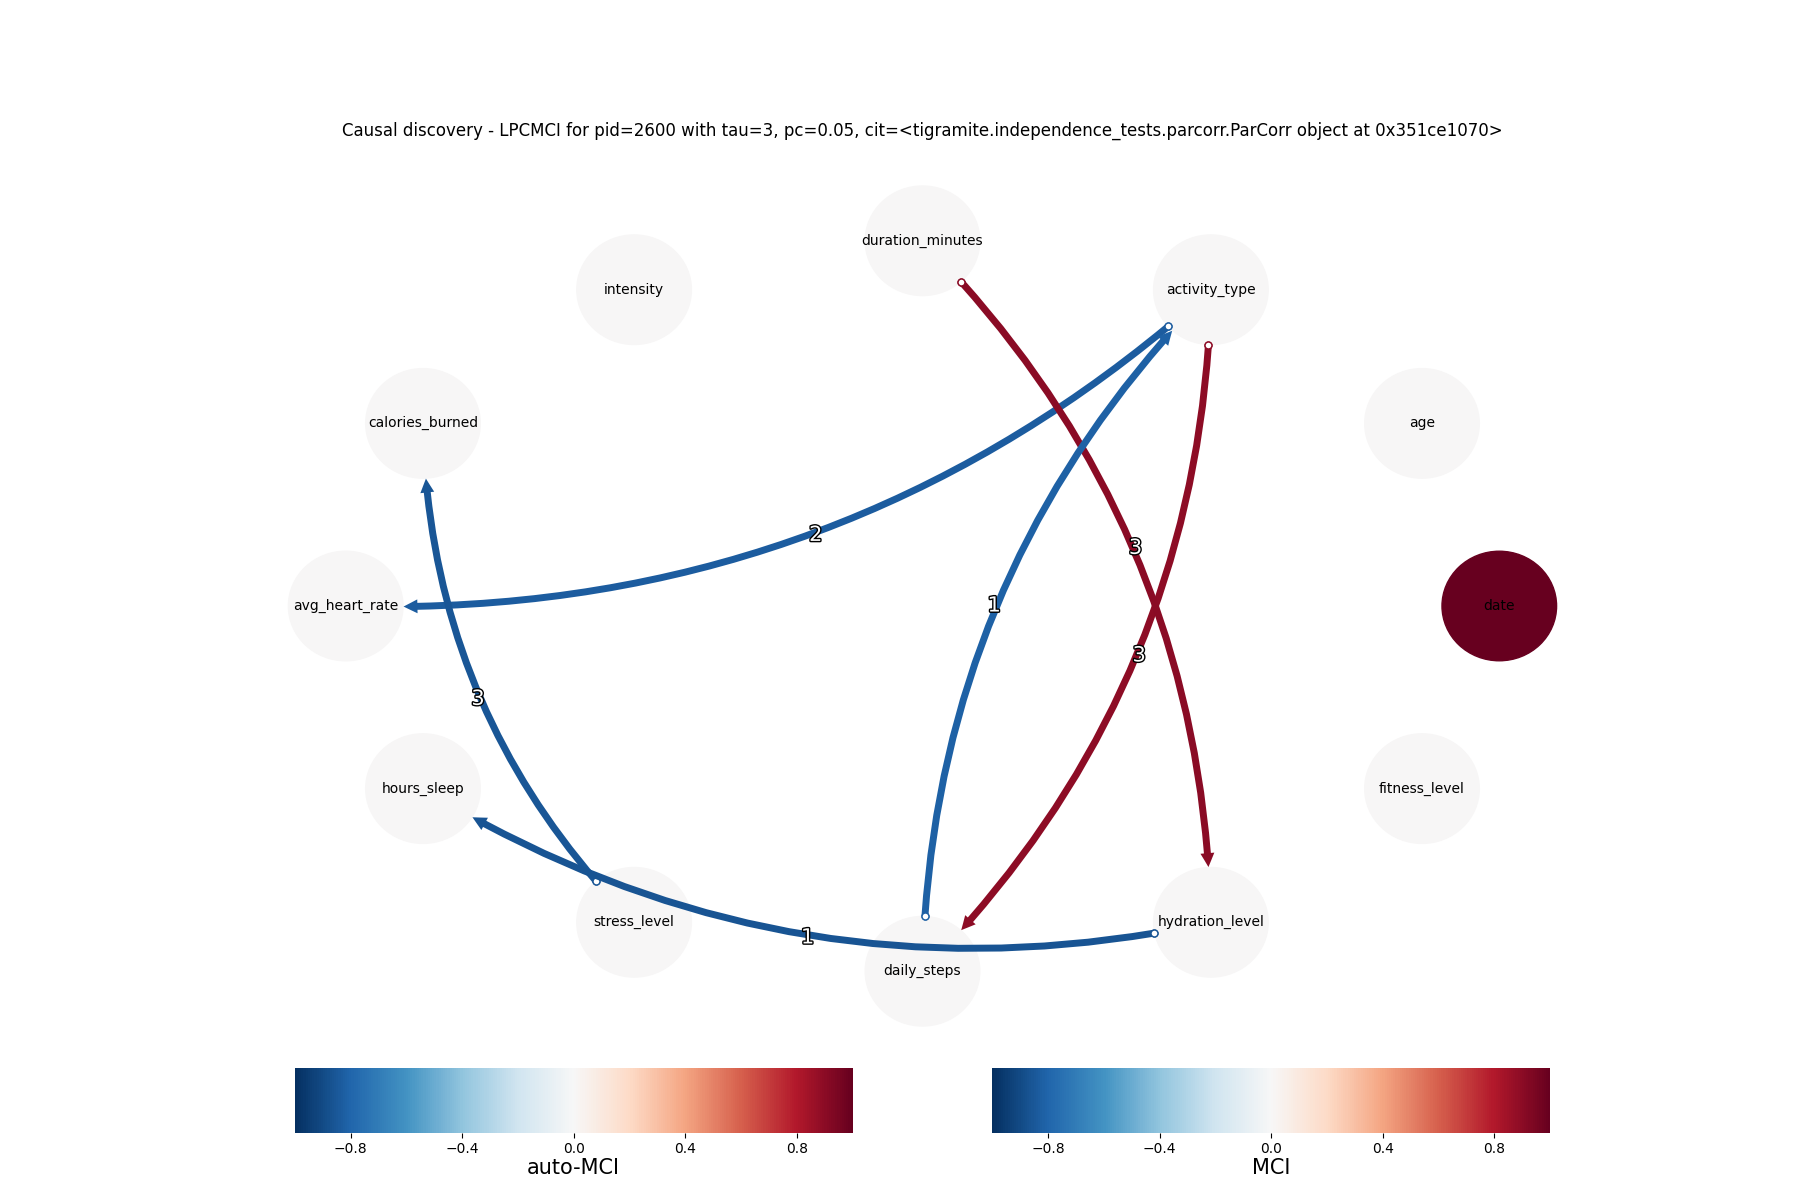 Causal discovery - LPCMCI for pid=2600 with tau=3, pc=0.05, cit=<tigramite.independence_tests.parcorr.ParCorr object at 0x351ce1070>
duration_minutes
intensity
activity_type
calories_burned
age
2
3
avg_heart_rate
1
date
3
3
hours_sleep
fitness_level
stress_level
hydration_level
1
daily_steps
−0.8 −0.4 0.0 0.4 0.8
auto-MCI
−0.8 −0.4 0.0 0.4 0.8
MCI